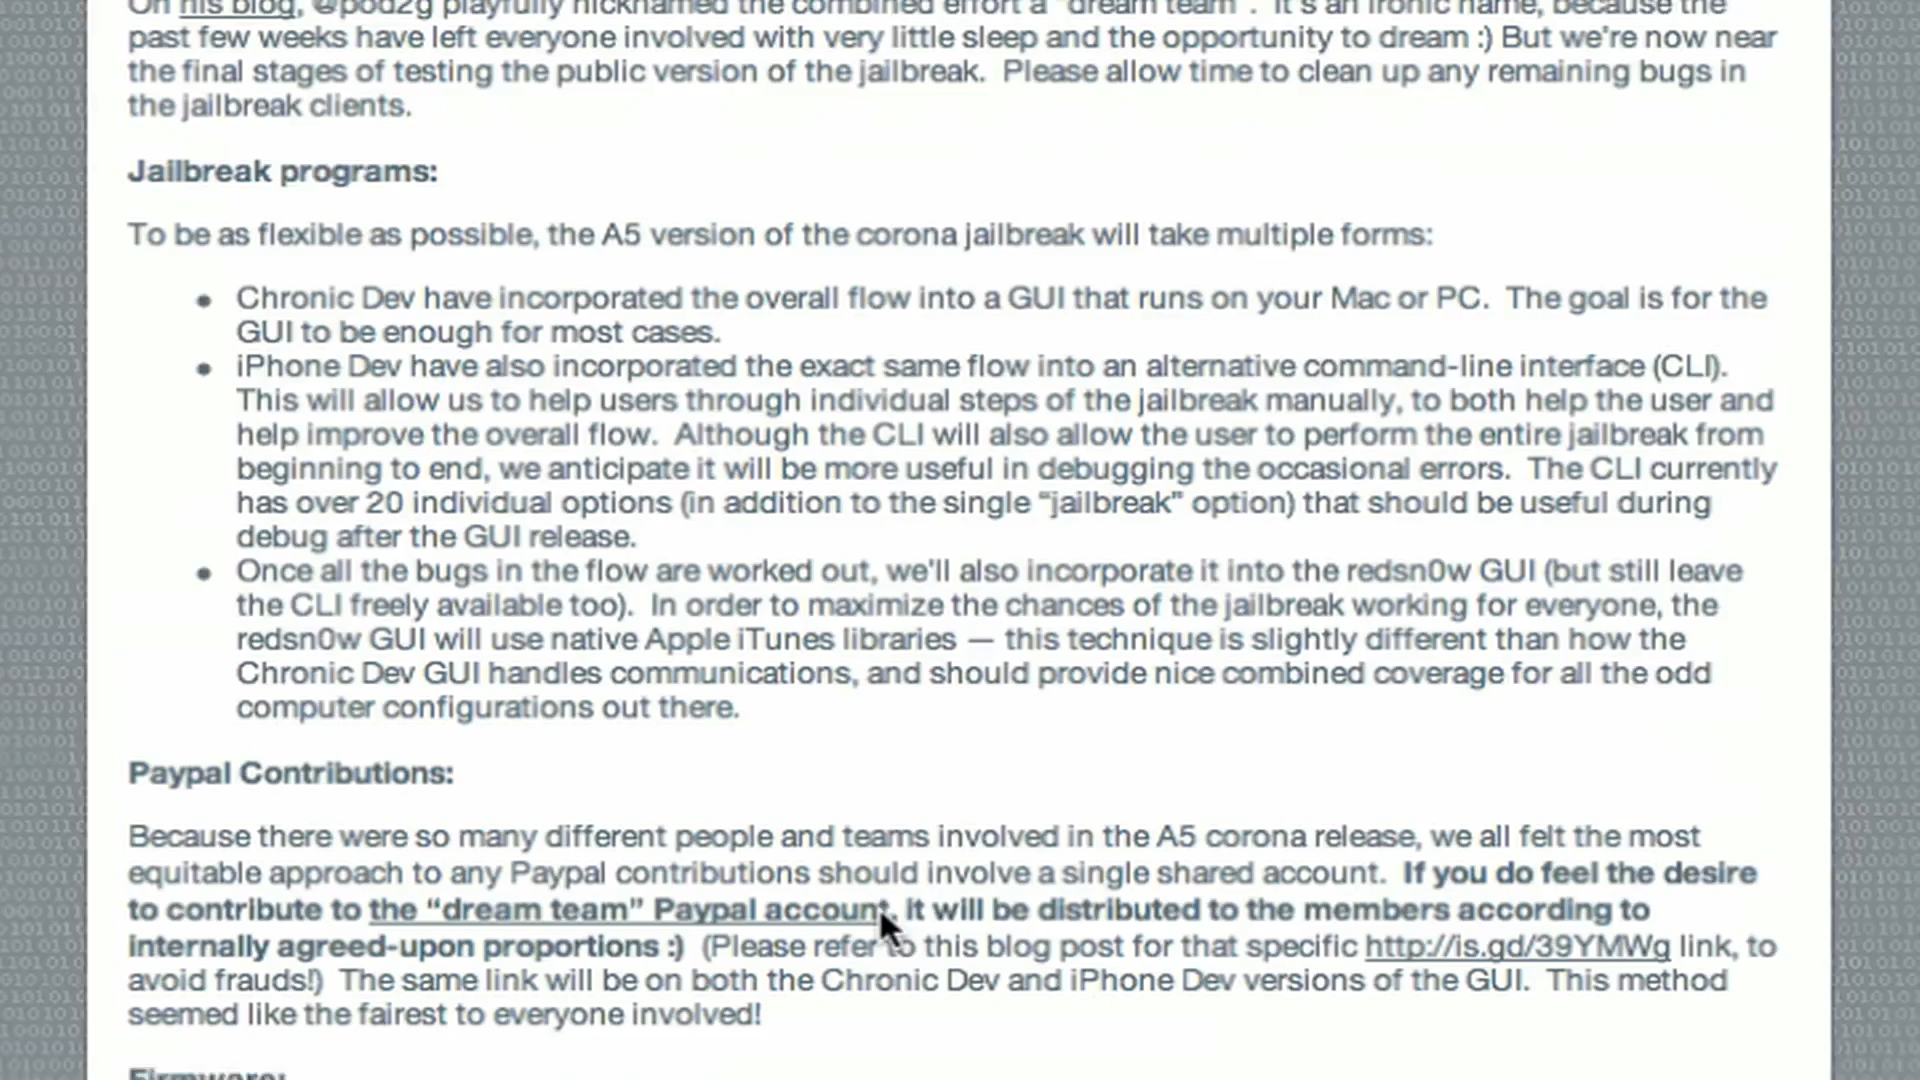 On his blog, @pod2g playfully nicknamed the combined effort a "dream team". It's an ironic name, because the
past few weeks have left everyone involved with very little sleep and the opportunity to dream :) But we're now near
the final stages of testing the public version of the jailbreak. Please allow time to clean up any remaining bugs in
the jailbreak clients.
Jailbreak programs:
To be as flexible as possible, the A5 version of the corona jailbreak will take multiple forms:
• Chronic Dev have incorporated the overall flow into a GUI that runs on your Mac or PC. The goal is for the
GUI to be enough for most cases.
• iPhone Dev have also incorporated the exact same flow into an alternative command-line interface (CLI).
This will allow us to help users through individual steps of the jailbreak manually, to both help the user and
help improve the overall flow. Although the CLI will also allow the user to perform the entire jailbreak from
beginning to end, we anticipate it will be more useful in debugging the occasional errors. The CLI currently
has over 20 individual options (in addition to the single “jailbreak” option) that should be useful during
debug after the GUI release.
• Once all the bugs in the flow are worked out, we'll also incorporate it into the redsn0w GUI (but still leave
the CLI freely available too). In order to maximize the chances of the jailbreak working for everyone, the
redsn0w GUI will use native Apple iTunes libraries — this technique is slightly different than how the
Chronic Dev GUI handles communications, and should provide nice combined coverage for all the odd
computer configurations out there.
Paypal Contributions:
Because there were so many different people and teams involved in the A5 corona release, we all felt the most
equitable approach to any Paypal contributions should involve a single shared account. If you do feel the desire
to contribute to the “dream team” Paypal account, it will be distributed to the members according to
internally agreed-upon proportions :) (Please refer to this blog post for that specific http://is.gd/39YMWg link, to
avoid frauds!) The same link will be on both the Chronic Dev and iPhone Dev versions of the GUI. This method
seemed like the fairest to everyone involved!
Firmware: